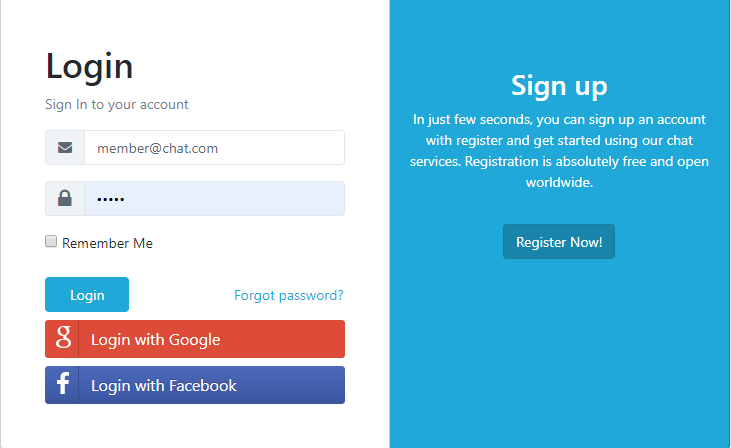 Login
Sign In to your account
member@chat.com
•••••
Remember Me
Login
Forgot password?
g Login with Google
f Login with Facebook
Sign up
In just few seconds, you can sign up an account
with register and get started using our chat
services. Registration is absolutely free and open
worldwide.
Register Now!